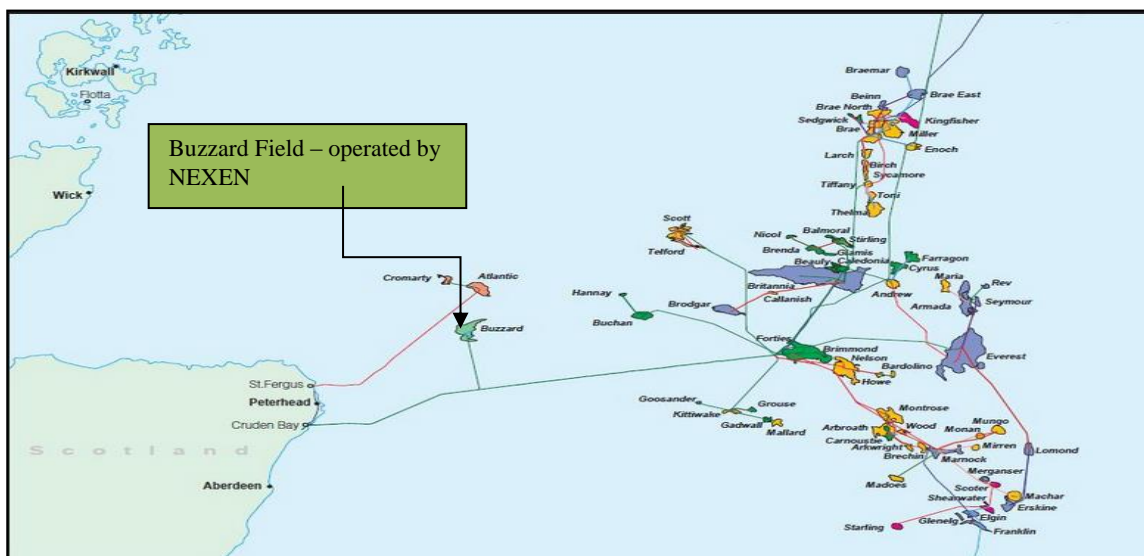 Kirkwall
Flotta
Wick
Buzzard Field – operated by
NEXEN
Cromarty
Atlantic
Buzzard
St.Fergus
Peterhead
Cruden Bay
Scotland
Aberdeen
Braemar
Beinn
Brae East
Brae North
Sedgwick
Kingfisher
Brae
Miller
Enoch
Larch
Birch
Sycamore
Tiffany
Toni
Thelma
Scott
Telford
Nicol
Balmoral
Stirling
Brenda
Glamis
Beauly
Caledonia
Farragon
Cyrus
Maria
Rev
Britannia
Andrew
Armada
Seymour
Hannay
Brodgar
Callanish
Buchan
Forties
Brimmond
Nelson
Everest
Bardolino
Howe
Goosander
Grouse
Kittiwake
Gadwall
Mallard
Montrose
Mungo
Arbroath
Wood
Monan
Carnoustie
Arkwright
Mirren
Brechin
Marnock
Lomond
Merganser
Madoes
Scoter
Shearwater
Machar
Erskine
Starling
Glenelg
Elgin
Franklin